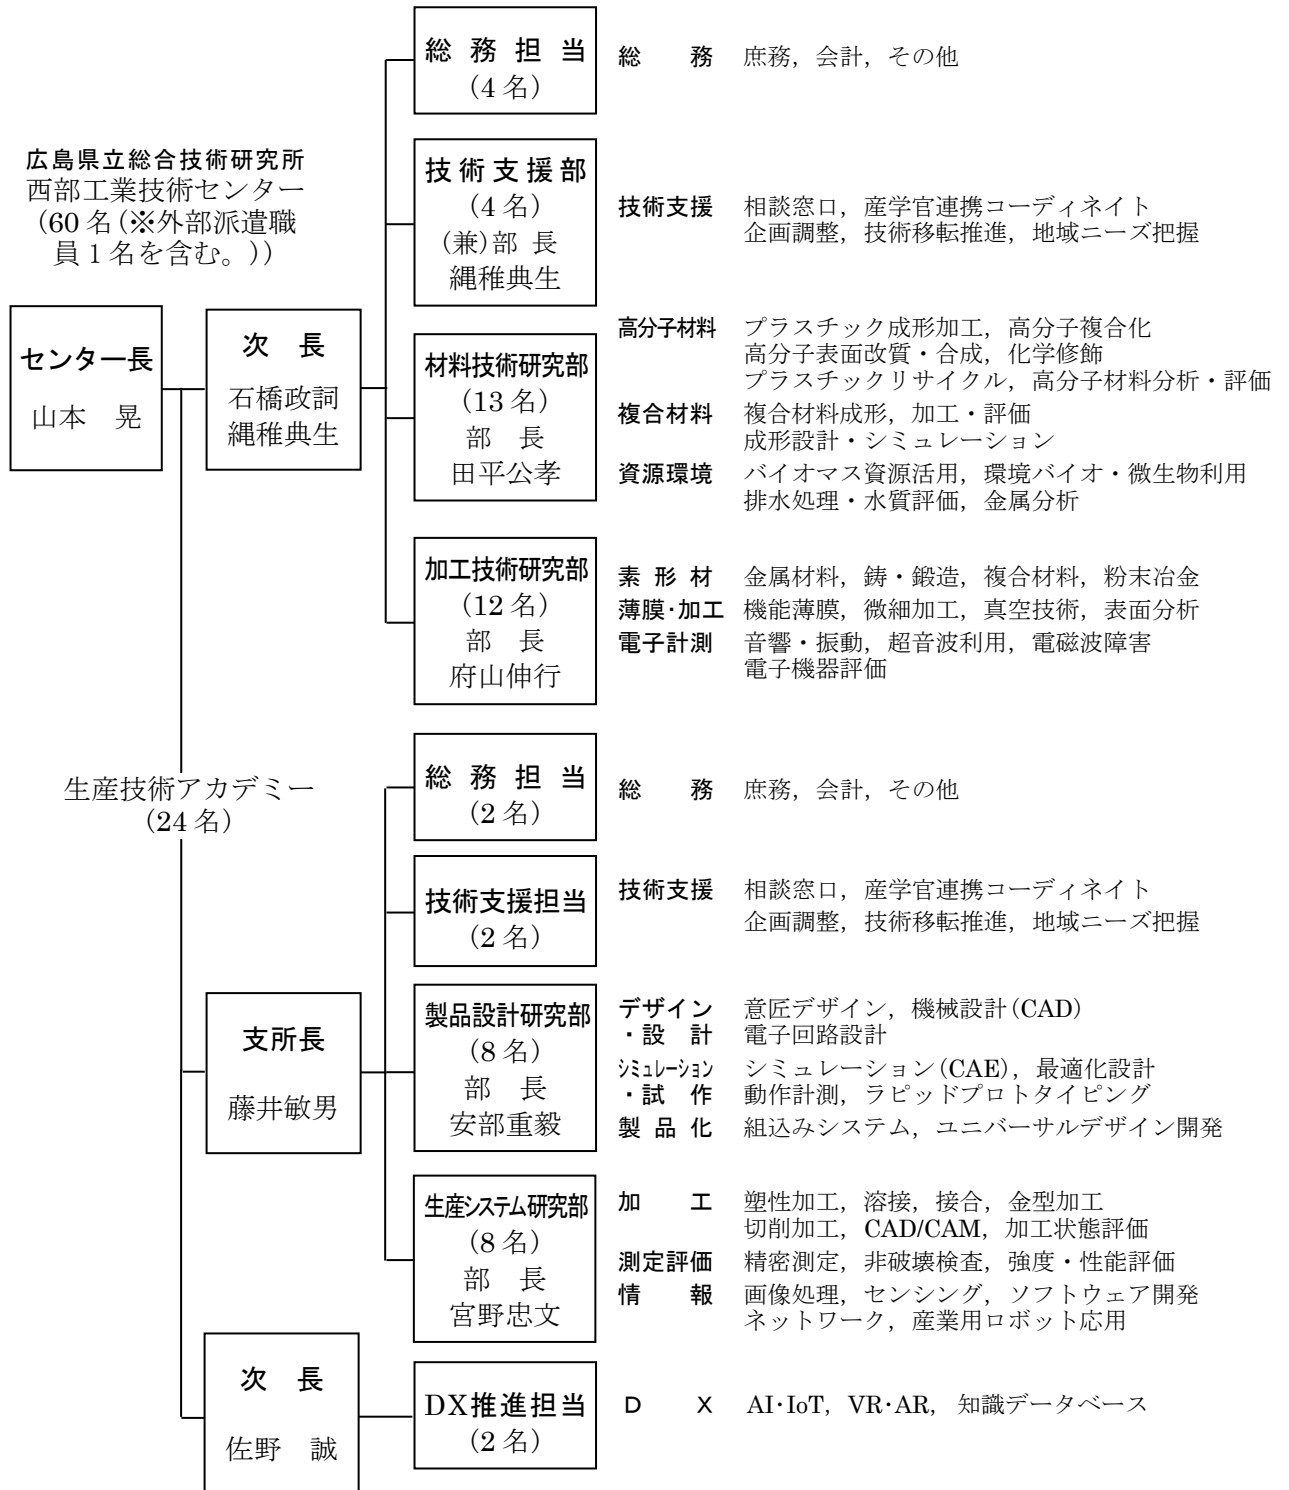 総務担当
(4名)
総務 庶務，会計，その他
広島県立総合技術研究所
西部工業技術センター
(60名(※外部派遣職
員1名を含む。))
技術支援部
(4名)
(兼)部 長
縄稚典生
技術支援 相談窓口，産学官連携コーディネイト
企画調整，技術移転推進，地域ニーズ把握
センター長
山本 晃
次 長
石橋政詞
縄稚典生
材料技術研究部
(13名)
部 長
田平公孝
高分子材料 プラスチック成形加工，高分子複合化
高分子表面改質・合成，化学修飾
プラスチックリサイクル，高分子材料分析・評価
複合材料 複合材料成形，加工・評価
成形設計・シミュレーション
資源環境 バイオマス資源活用，環境バイオ・微生物利用
排水処理・水質評価，金属分析
加工技術研究部
(12名)
部 長
府山伸行
素形材 金属材料，鋳・鍛造，複合材料，粉末冶金
薄膜・加工 機能薄膜，微細加工，真空技術，表面分析
電子計測 音響・振動，超音波利用，電磁波障害
電子機器評価
生産技術アカデミー
(24名)
総務担当
(2名)
総務 庶務，会計，その他
技術支援担当
(2名)
技術支援 相談窓口，産学官連携コーディネイト
企画調整，技術移転推進，地域ニーズ把握
支所長
藤井敏男
製品設計研究部
(8名)
部 長
安部重毅
デザイン 意匠デザイン，機械設計(CAD)
・設 計 電子回路設計
ｼﾐｭﾚｰｼｮﾝ シミュレーション(CAE)，最適化設計
・試 作 動作計測，ラピッドプロトタイピング
製品化 組込みシステム，ユニバーサルデザイン開発
生産システム研究部
(8名)
部 長
宮野忠文
加工 塑性加工，溶接，接合，金型加工
切削加工，CAD/CAM，加工状態評価
測定評価 精密測定，非破壊検査，強度・性能評価
情報 画像処理，センシング，ソフトウェア開発
ネットワーク，産業用ロボット応用
次 長
佐野 誠
DX推進担当
(2名)
DX AI・IoT，VR・AR，知識データベース